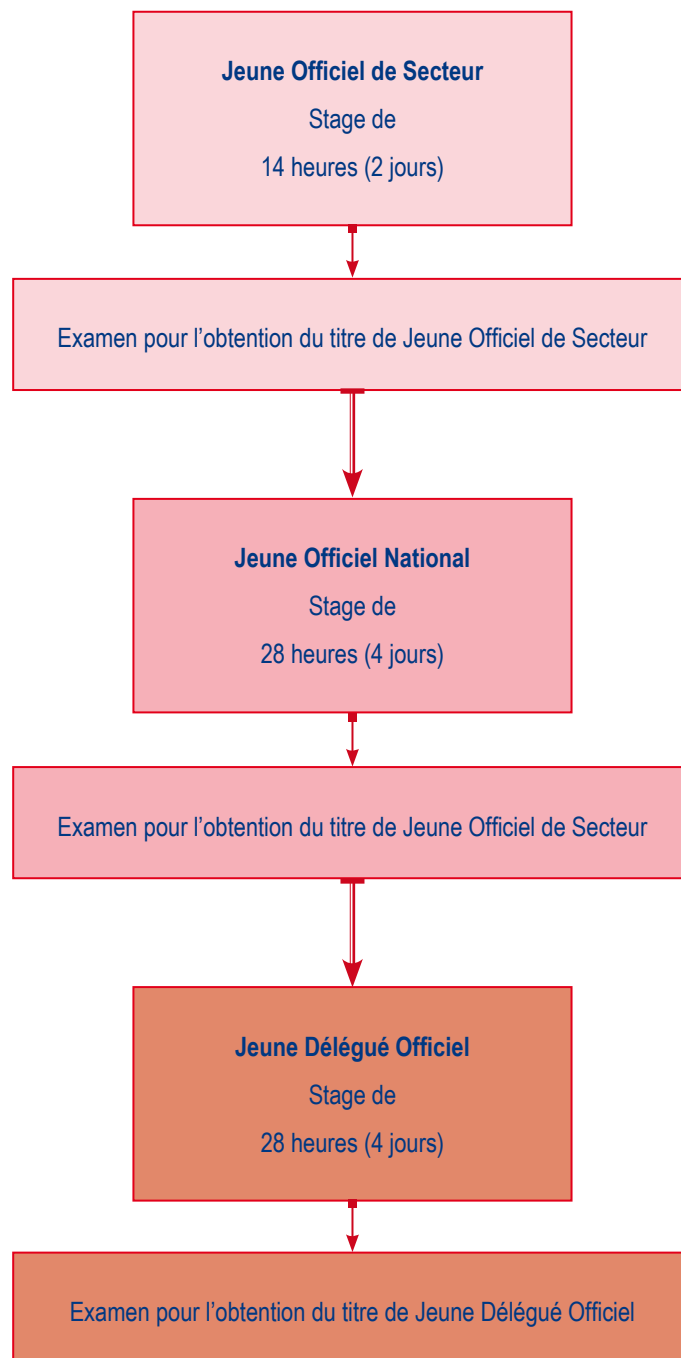 Jeune Officiel de Secteur
Stage de
14 heures (2 jours)
Examen pour l’obtention du titre de Jeune Officiel de Secteur
Jeune Officiel National
Stage de
28 heures (4 jours)
Examen pour l’obtention du titre de Jeune Officiel de Secteur
Jeune Délégué Officiel
Stage de
28 heures (4 jours)
Examen pour l’obtention du titre de Jeune Délégué Officiel